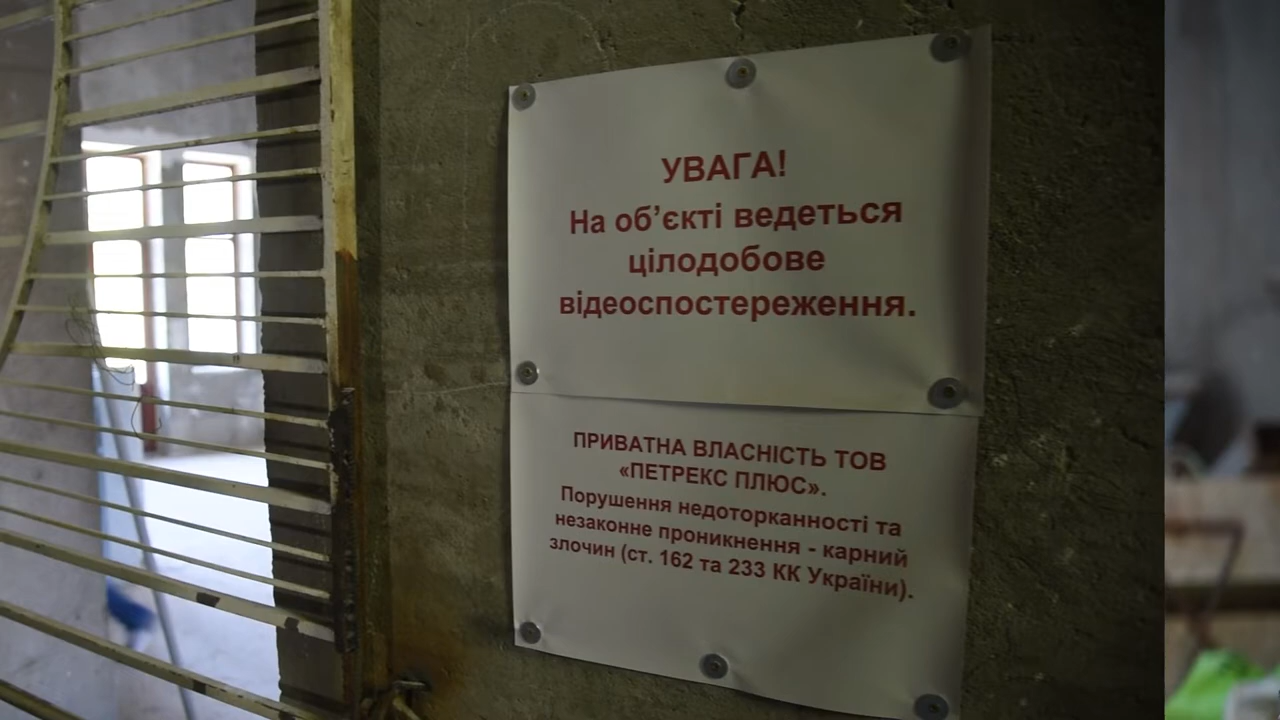 УВАГА!
На об’єкті ведеться
цілодобове
відеоспостереження.
ПРИВАТНА ВЛАСНІСТЬ ТОВ
«ПЕТРЕКС ПЛЮС».
Порушення недоторканності та
незаконне проникнення - карний
злочин (ст. 162 та 233 КК України).